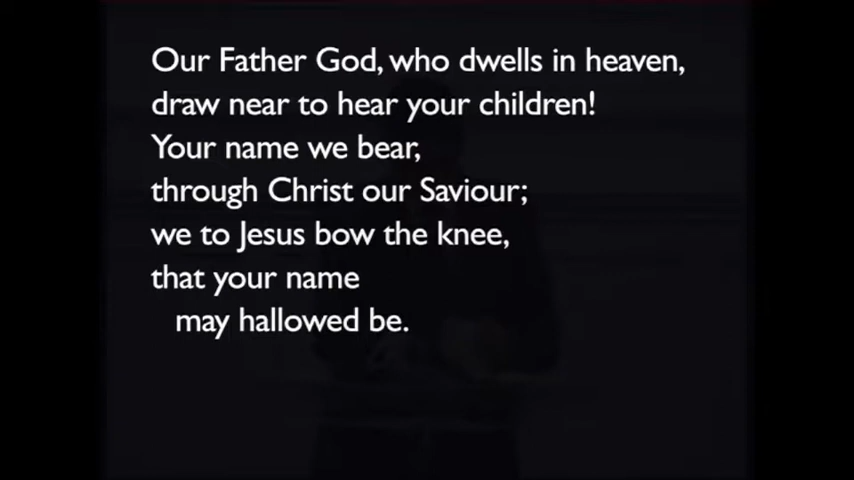 Our Father God, who dwells in heaven,
draw near to hear your children!
Your name we bear,
through Christ our Saviour;
we to Jesus bow the knee,
that your name
may hallowed be.